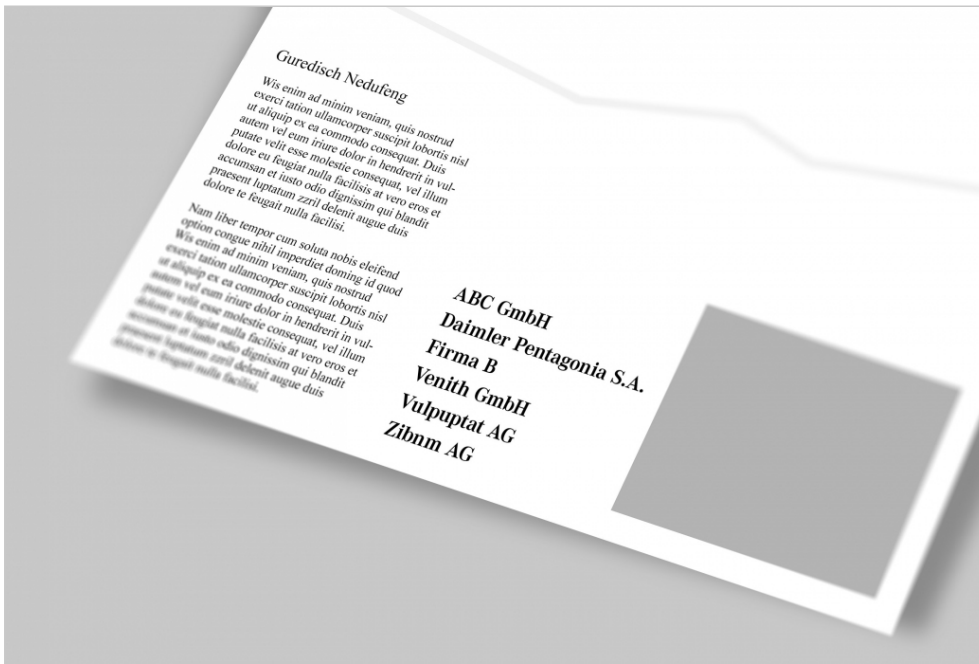 Guredisch Nedufeng
Wis enim ad minim veniam, quis nostrud
exerci tation ullamcorper suscipit lobortis nisl
ut aliquip ex ea commodo consequat. Duis
autem vel eum iriure dolor in hendrerit in vul-
putate velit esse molestie consequat, vel illum
dolore eu feugiat nulla facilisis at vero eros et
accumsan et iusto odio dignissim qui blandit
praesent luptatum zzril delenit augue duis
dolore te feugait nulla facilisi.
Nam liber tempor cum soluta nobis eleifend
option congue nihil imperdiet doming id quod
Wis enim ad minim veniam, quis nostrud
exerci tation ullamcorper suscipit lobortis nisl
ut aliquip ex ea commodo consequat. Duis
autem vel eum iriure dolor in hendrerit in vul-
putate velit esse molestie consequat, vel illum
dolore eu feugiat nulla facilisis at vero eros et
accumsan et iusto odio dignissim qui blandit
praesent luptatum zzril delenit augue duis
dolore te feugait nulla facilisi.
ABC GmbH
Daimler Pentagonia S.A.
Firma B
Venith GmbH
Vulpuptat AG
Zibnm AG